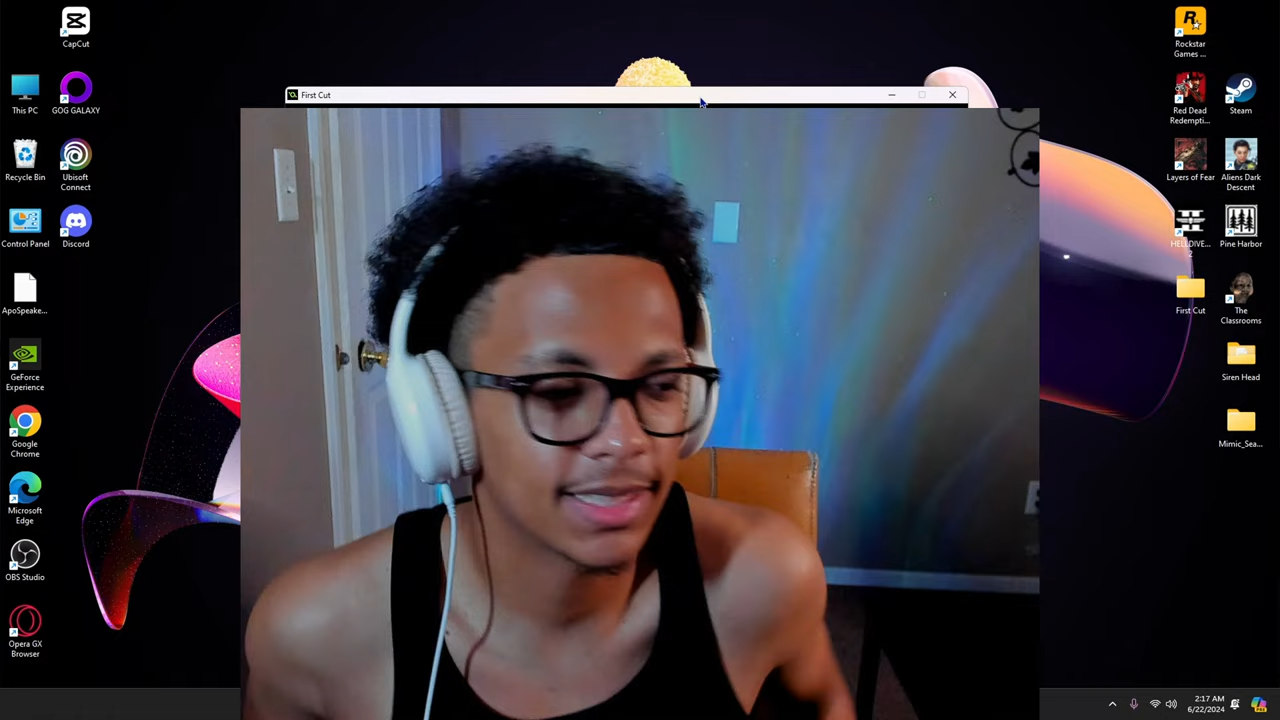 CapCut
This PC
GOG GALAXY
Recycle Bin
Ubisoft
Connect
Control Panel
Discord
ApoSpeake...
GeForce
Experience
Google
Chrome
Microsoft
Edge
OBS Studio
Opera GX
Browser
First Cut
Rockstar
Games ...
Red Dead
Redempti...
Steam
Layers of Fear
Aliens Dark
Descent
HELLDIVE...
2
Pine Harbor
First Cut
The
Classrooms
Siren Head
Mimic_Sea...
2:17 AM
6/22/2024